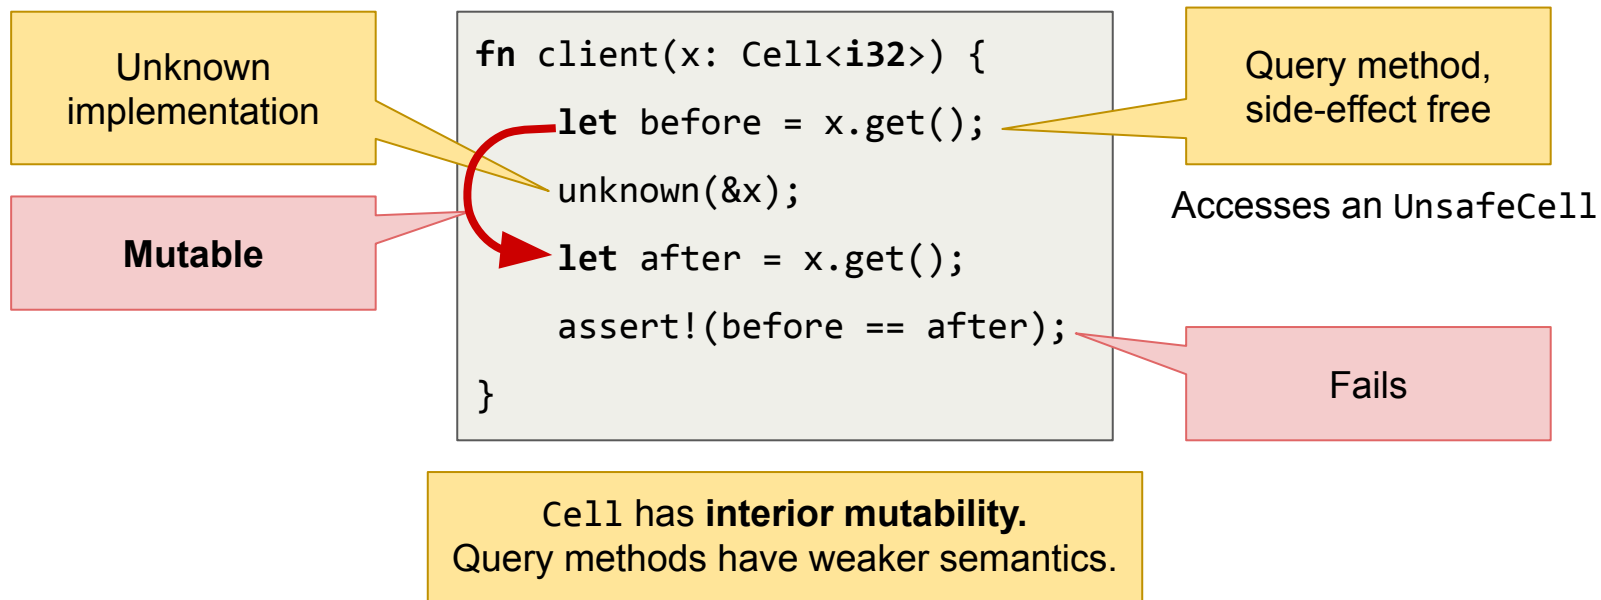 Unknown
implementation
Mutable
fn client(x: Cell<i32>) {
let before = x.get();
unknown(&x);
let after = x.get();
assert!(before == after);
}
Query method,
side-effect free
Accesses an UnsafeCell
Fails
Cell has interior mutability.
Query methods have weaker semantics.